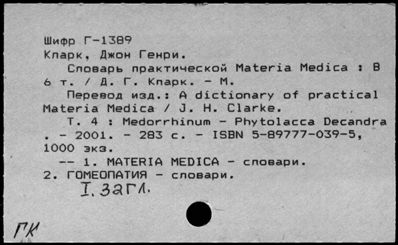 Шифр Г-1389
Кларк, Джон Генри.
Словарь практической Materia Medica : В
6 т. / Д. Г. Кларк. - М.
Перевод изд.: A dictionary of practical
Materia Medica / J. H. Clarke.
Т. 4 : Medorrhinum - Phytolacca Decandra
. - 2001. - 283 с. - ISBN 5-89777-039-5,
1000 экз.
-- 1. MATERIA MEDICA - словари.
2. ГОМЕОПАТИЯ - словари.
I. Загл.
ГК